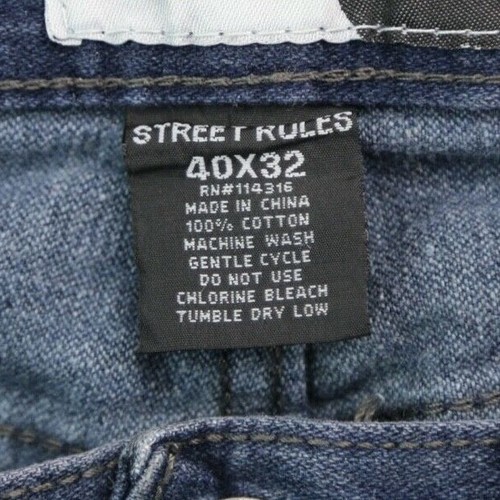 STREET RULES
40X32
RN#114316
MADE IN CHINA
100% COTTON
MACHINE WASH
GENTLE CYCLE
DO NOT USE
CHLORINE BLEACH
TUMBLE DRY LOW